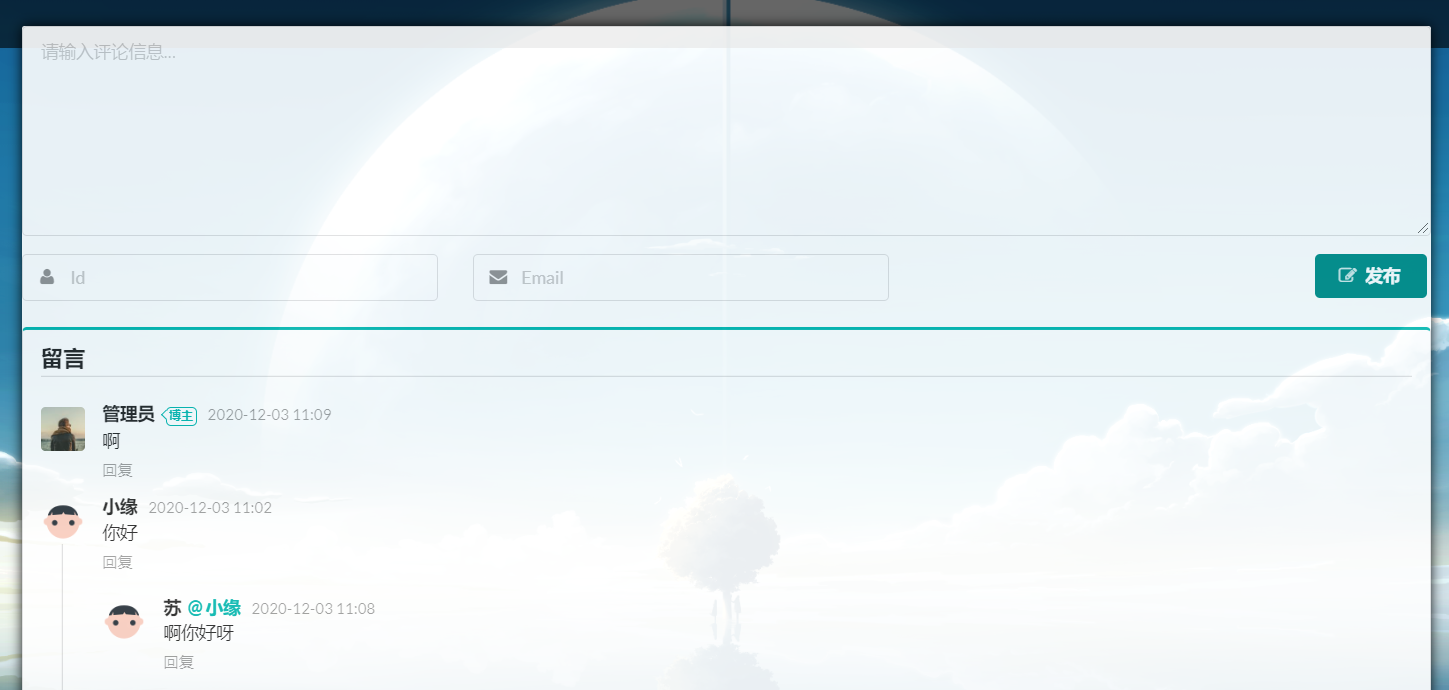 请输入评论信息...
Id
Email
发布
留言
管理员 博主 2020-12-03 11:09
啊
回复
小缘 2020-12-03 11:02
你好
回复
苏 @小缘 2020-12-03 11:08
啊你好呀
回复